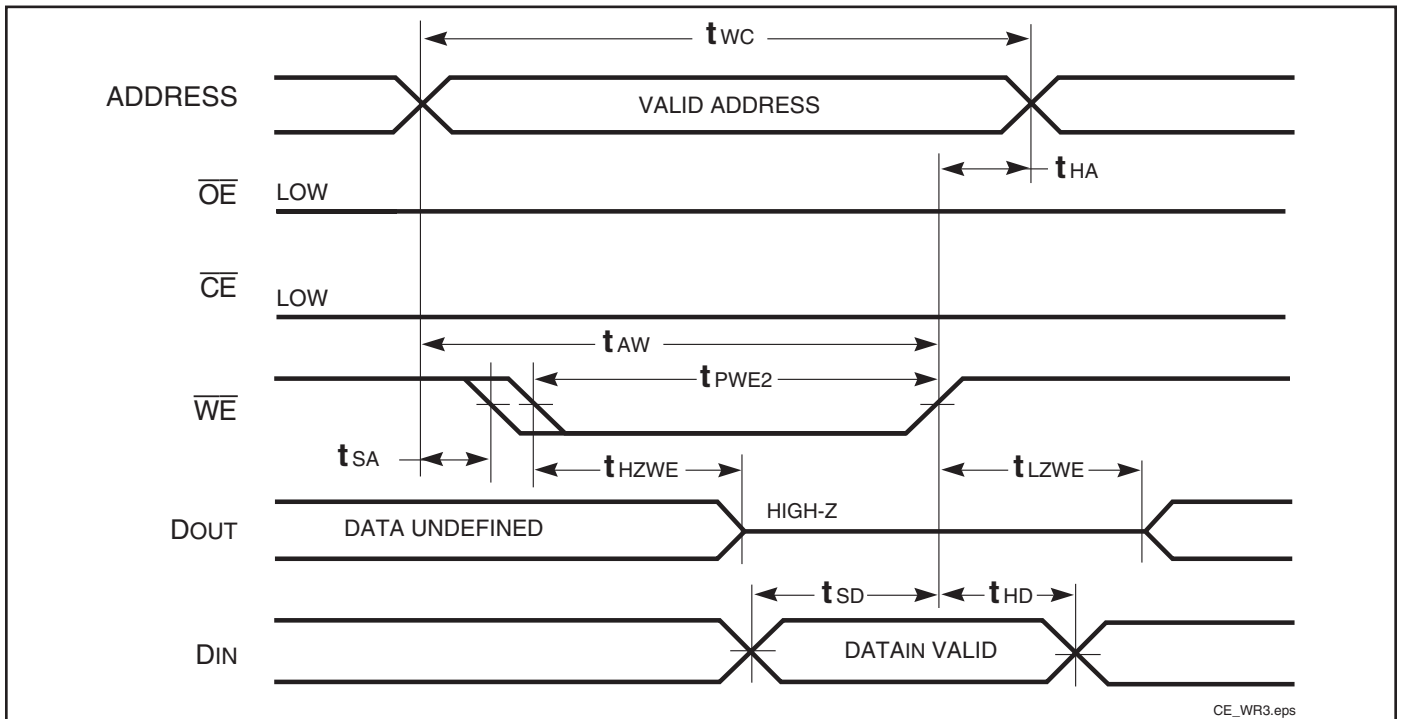 tWC
ADDRESS
VALID ADDRESS
tHA
OE
LOW
CE
LOW
tAW
tPWE2
WE
tSA
tHZWE
tLZWE
DOUT
DATA UNDEFINED
HIGH-Z
tSD
tHD
DIN
DATAIN VALID
CE_WR3.eps